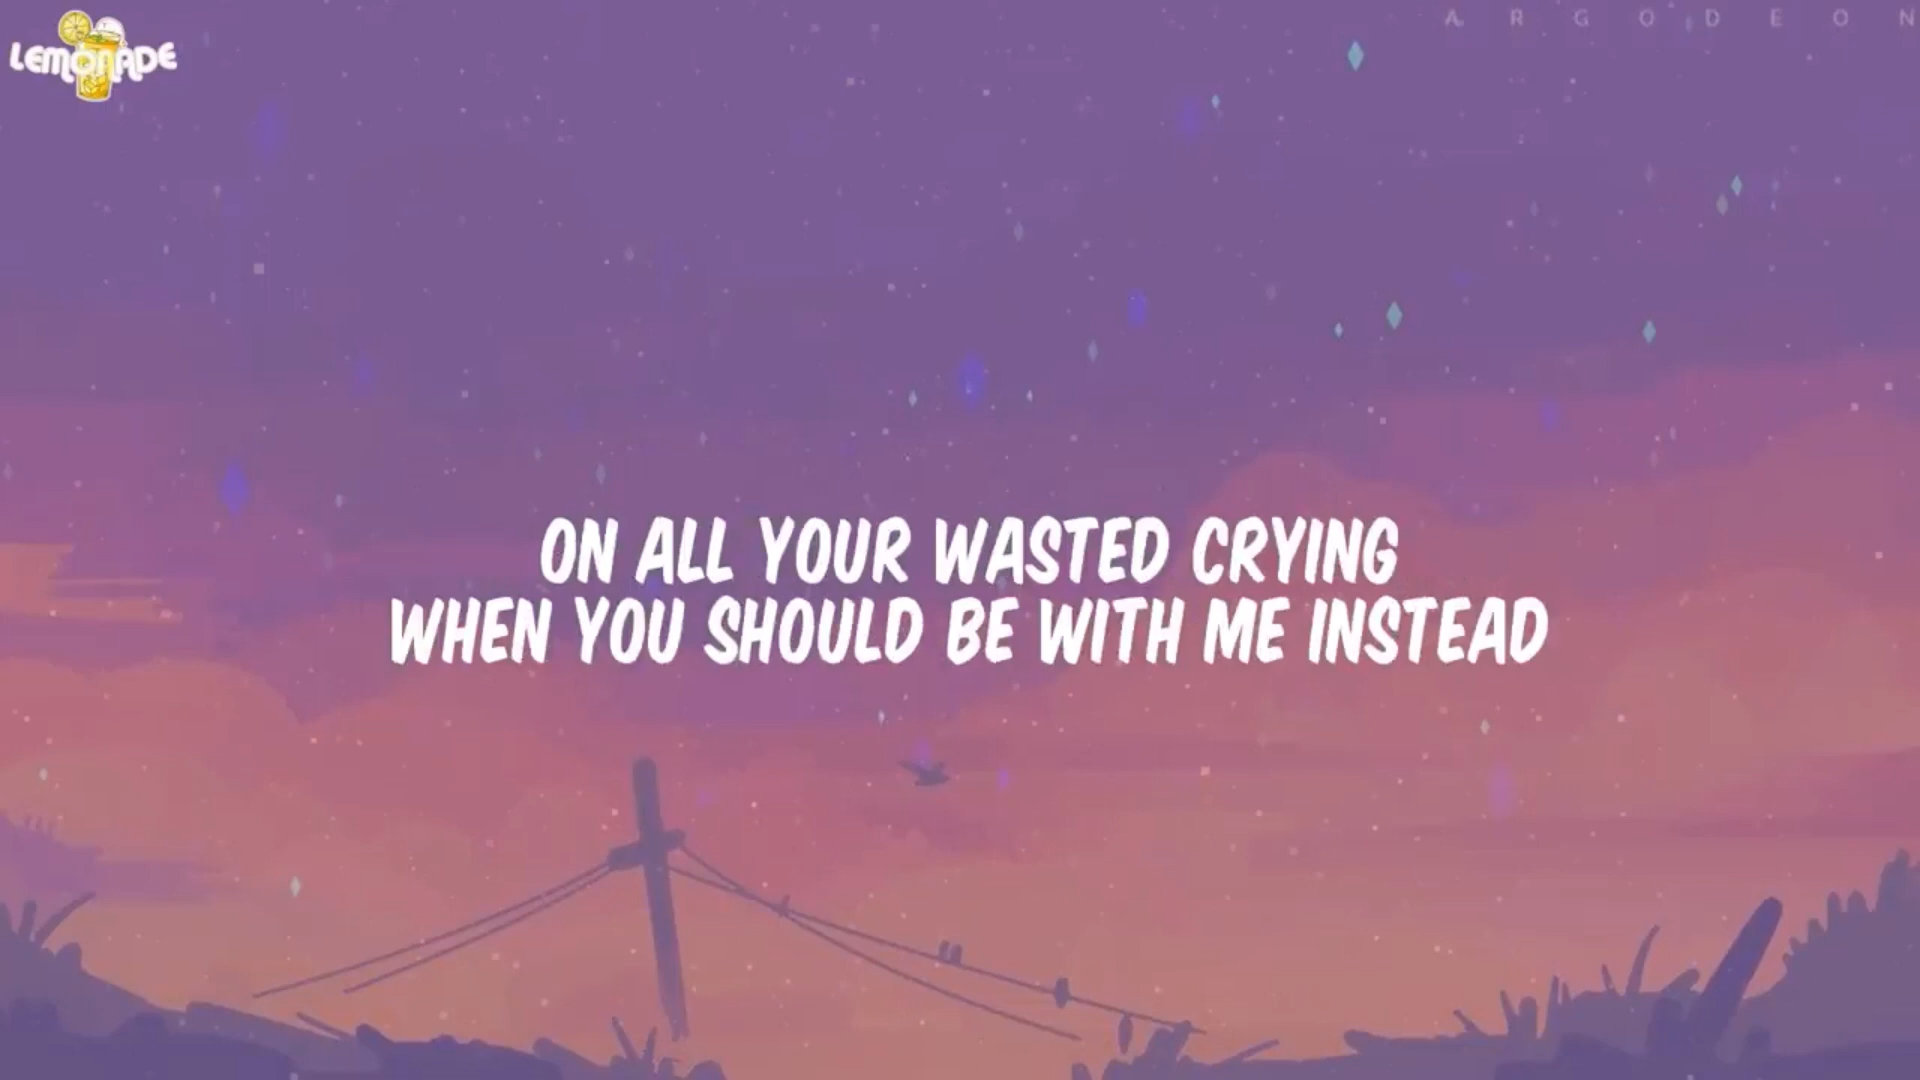 LEMONADE
ARGODEON
ON ALL YOUR WASTED CRYING
WHEN YOU SHOULD BE WITH ME INSTEAD